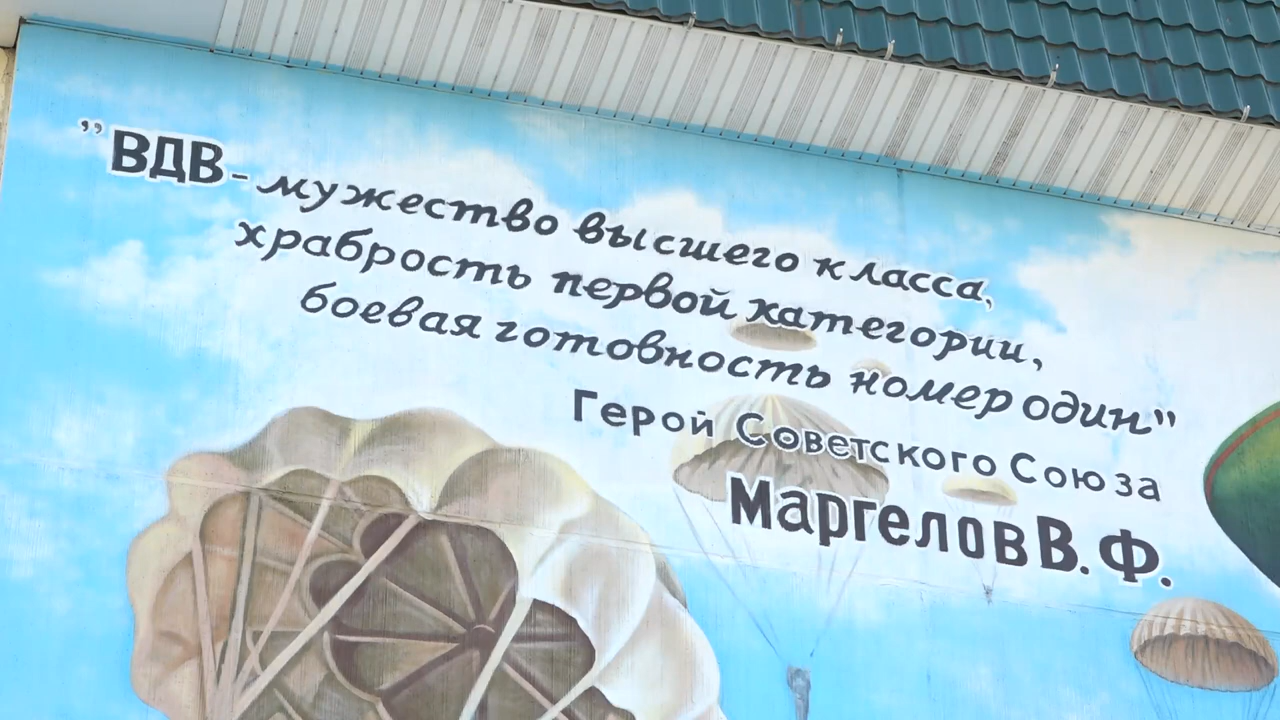 ”ВДВ - мужество высшего класса,
храбрость первой категории,
боевая готовность номер один”
Герой Советского Союза
Маргелов В. Ф.